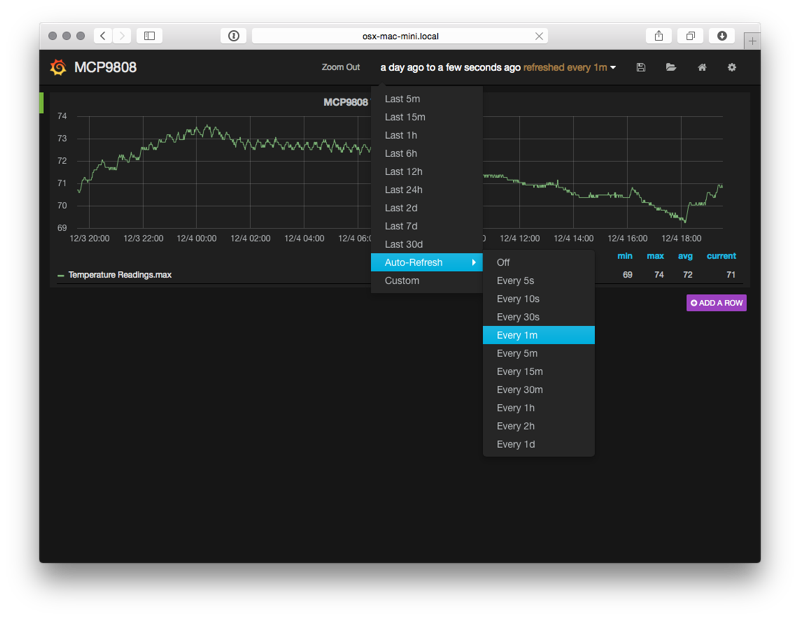 osx-mac-mini.local
MCP9808
Zoom Out
a day ago to a few seconds ago refreshed every 1m
MCP9808
74
73
72
71
70
69
12/3 20:00
12/3 22:00
12/4 00:00
12/4 02:00
12/4 04:00
12/4 06:
12/4 12:00
12/4 14:00
12/4 16:00
12/4 18:00
min max avg current
Temperature Readings.max
69 74 72 71
ADD A ROW
Last 5m
Last 15m
Last 1h
Last 6h
Last 12h
Last 24h
Last 2d
Last 7d
Last 30d
Auto-Refresh
Custom
Off
Every 5s
Every 10s
Every 30s
Every 1m
Every 5m
Every 15m
Every 30m
Every 1h
Every 2h
Every 1d